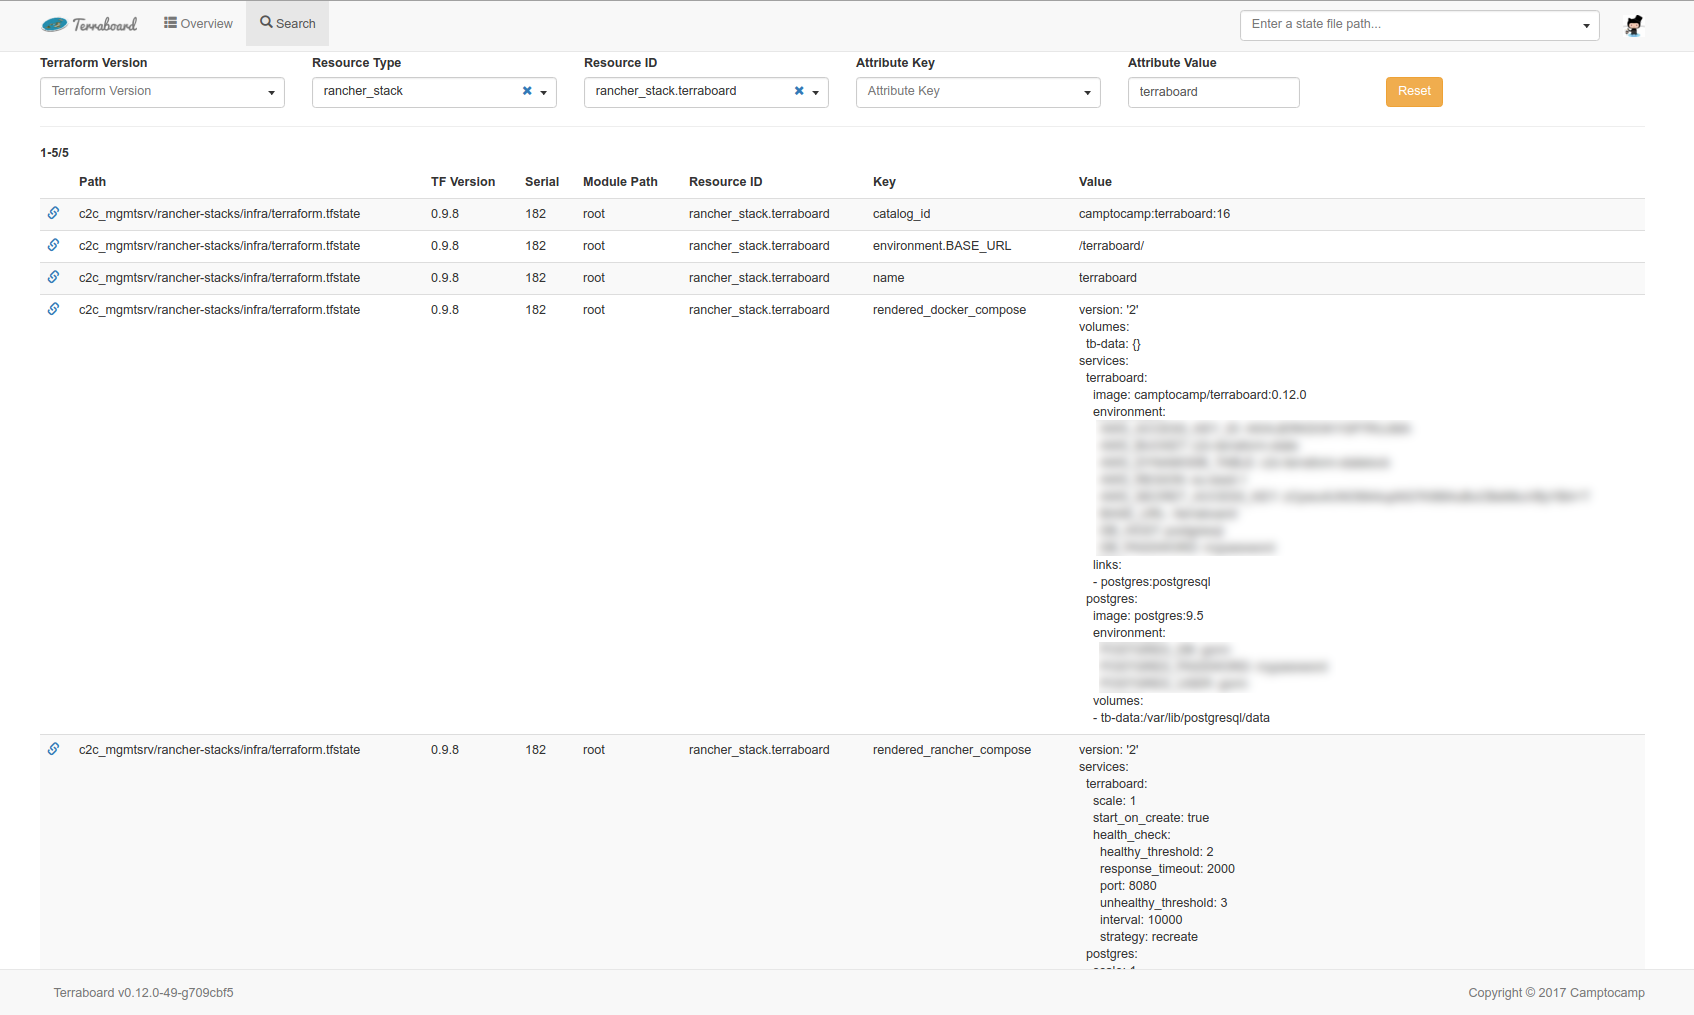 Terraboard
Overview
Search
Enter a state file path...
Terraform Version
Resource Type
Resource ID
Attribute Key
Attribute Value
Terraform Version
rancher_stack
rancher_stack.terraboard
Attribute Key
terraboard
Reset
1-5/5
Path TF Version Serial Module Path Resource ID Key Value
c2c_mgmtsrv/rancher-stacks/infra/terraform.tfstate 0.9.8 182 root rancher_stack.terraboard catalog_id camptocamp:terraboard:16
c2c_mgmtsrv/rancher-stacks/infra/terraform.tfstate 0.9.8 182 root rancher_stack.terraboard environment.BASE_URL /terraboard/
c2c_mgmtsrv/rancher-stacks/infra/terraform.tfstate 0.9.8 182 root rancher_stack.terraboard name terraboard
c2c_mgmtsrv/rancher-stacks/infra/terraform.tfstate 0.9.8 182 root rancher_stack.terraboard rendered_docker_compose version: '2'
volumes:
tb-data: {}
services:
terraboard:
image: camptocamp/terraboard:0.12.0
environment:
links:
- postgres:postgresql
postgres:
image: postgres:9.5
environment:
volumes:
- tb-data:/var/lib/postgresql/data
c2c_mgmtsrv/rancher-stacks/infra/terraform.tfstate 0.9.8 182 root rancher_stack.terraboard rendered_rancher_compose version: '2'
services:
terraboard:
scale: 1
start_on_create: true
health_check:
healthy_threshold: 2
response_timeout: 2000
port: 8080
unhealthy_threshold: 3
interval: 10000
strategy: recreate
postgres:
Terraboard v0.12.0-49-g709cbf5
Copyright © 2017 Camptocamp